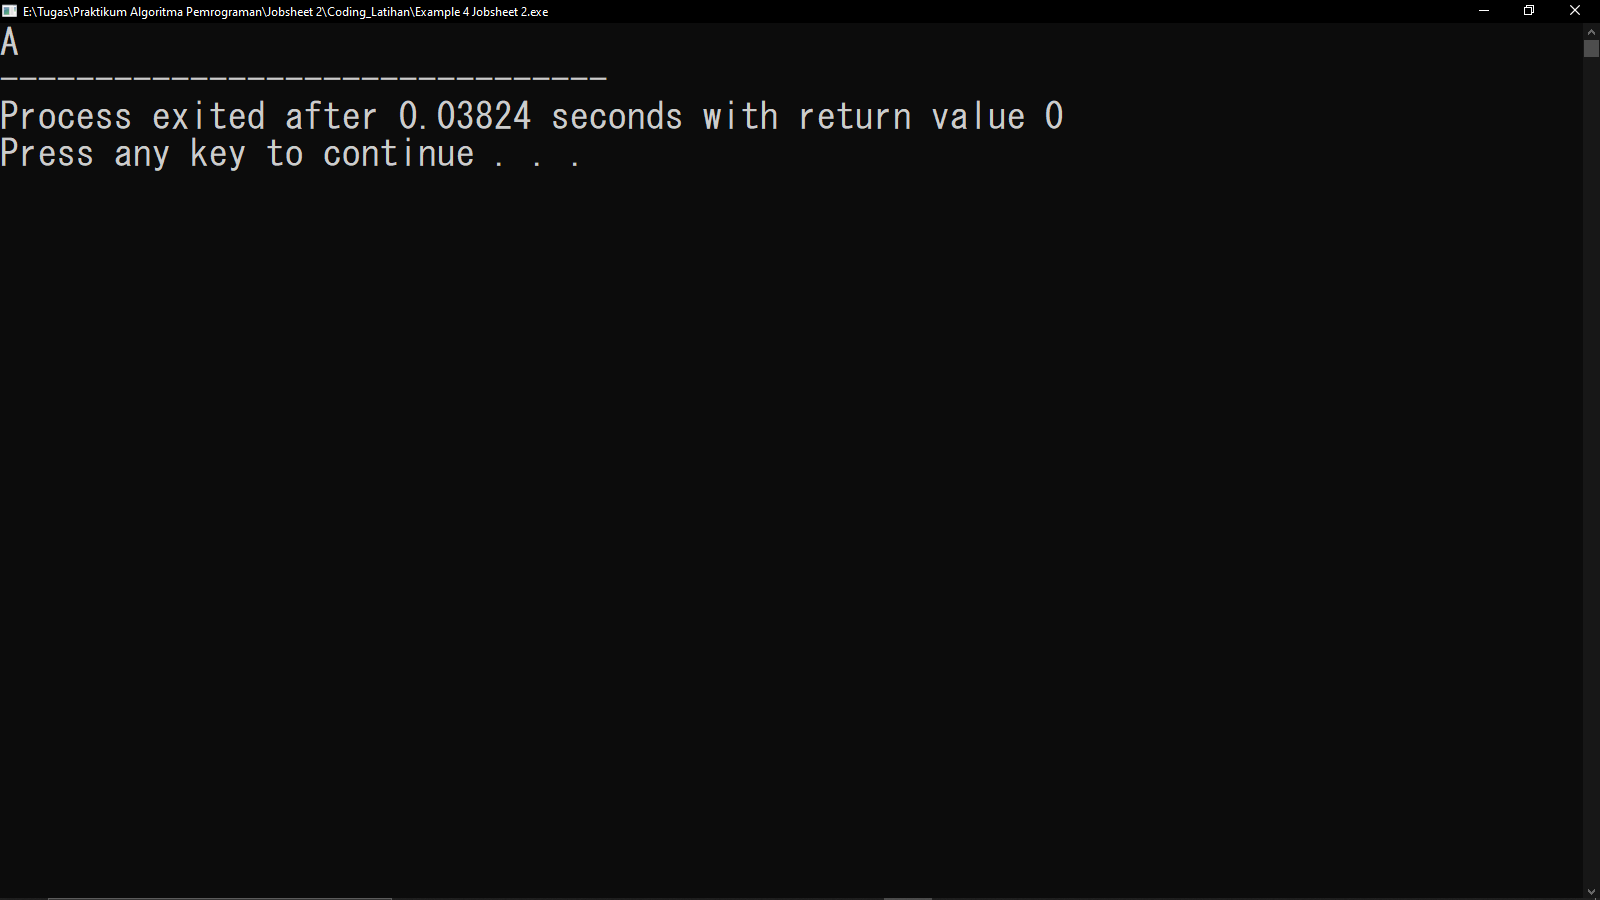 E:\Tugas\Praktikum Algoritma Pemrograman\Jobsheet 2\Coding_Latihan\Example 4 Jobsheet 2.exe
A
--------------------------------
Process exited after 0.03824 seconds with return value 0
Press any key to continue . . .